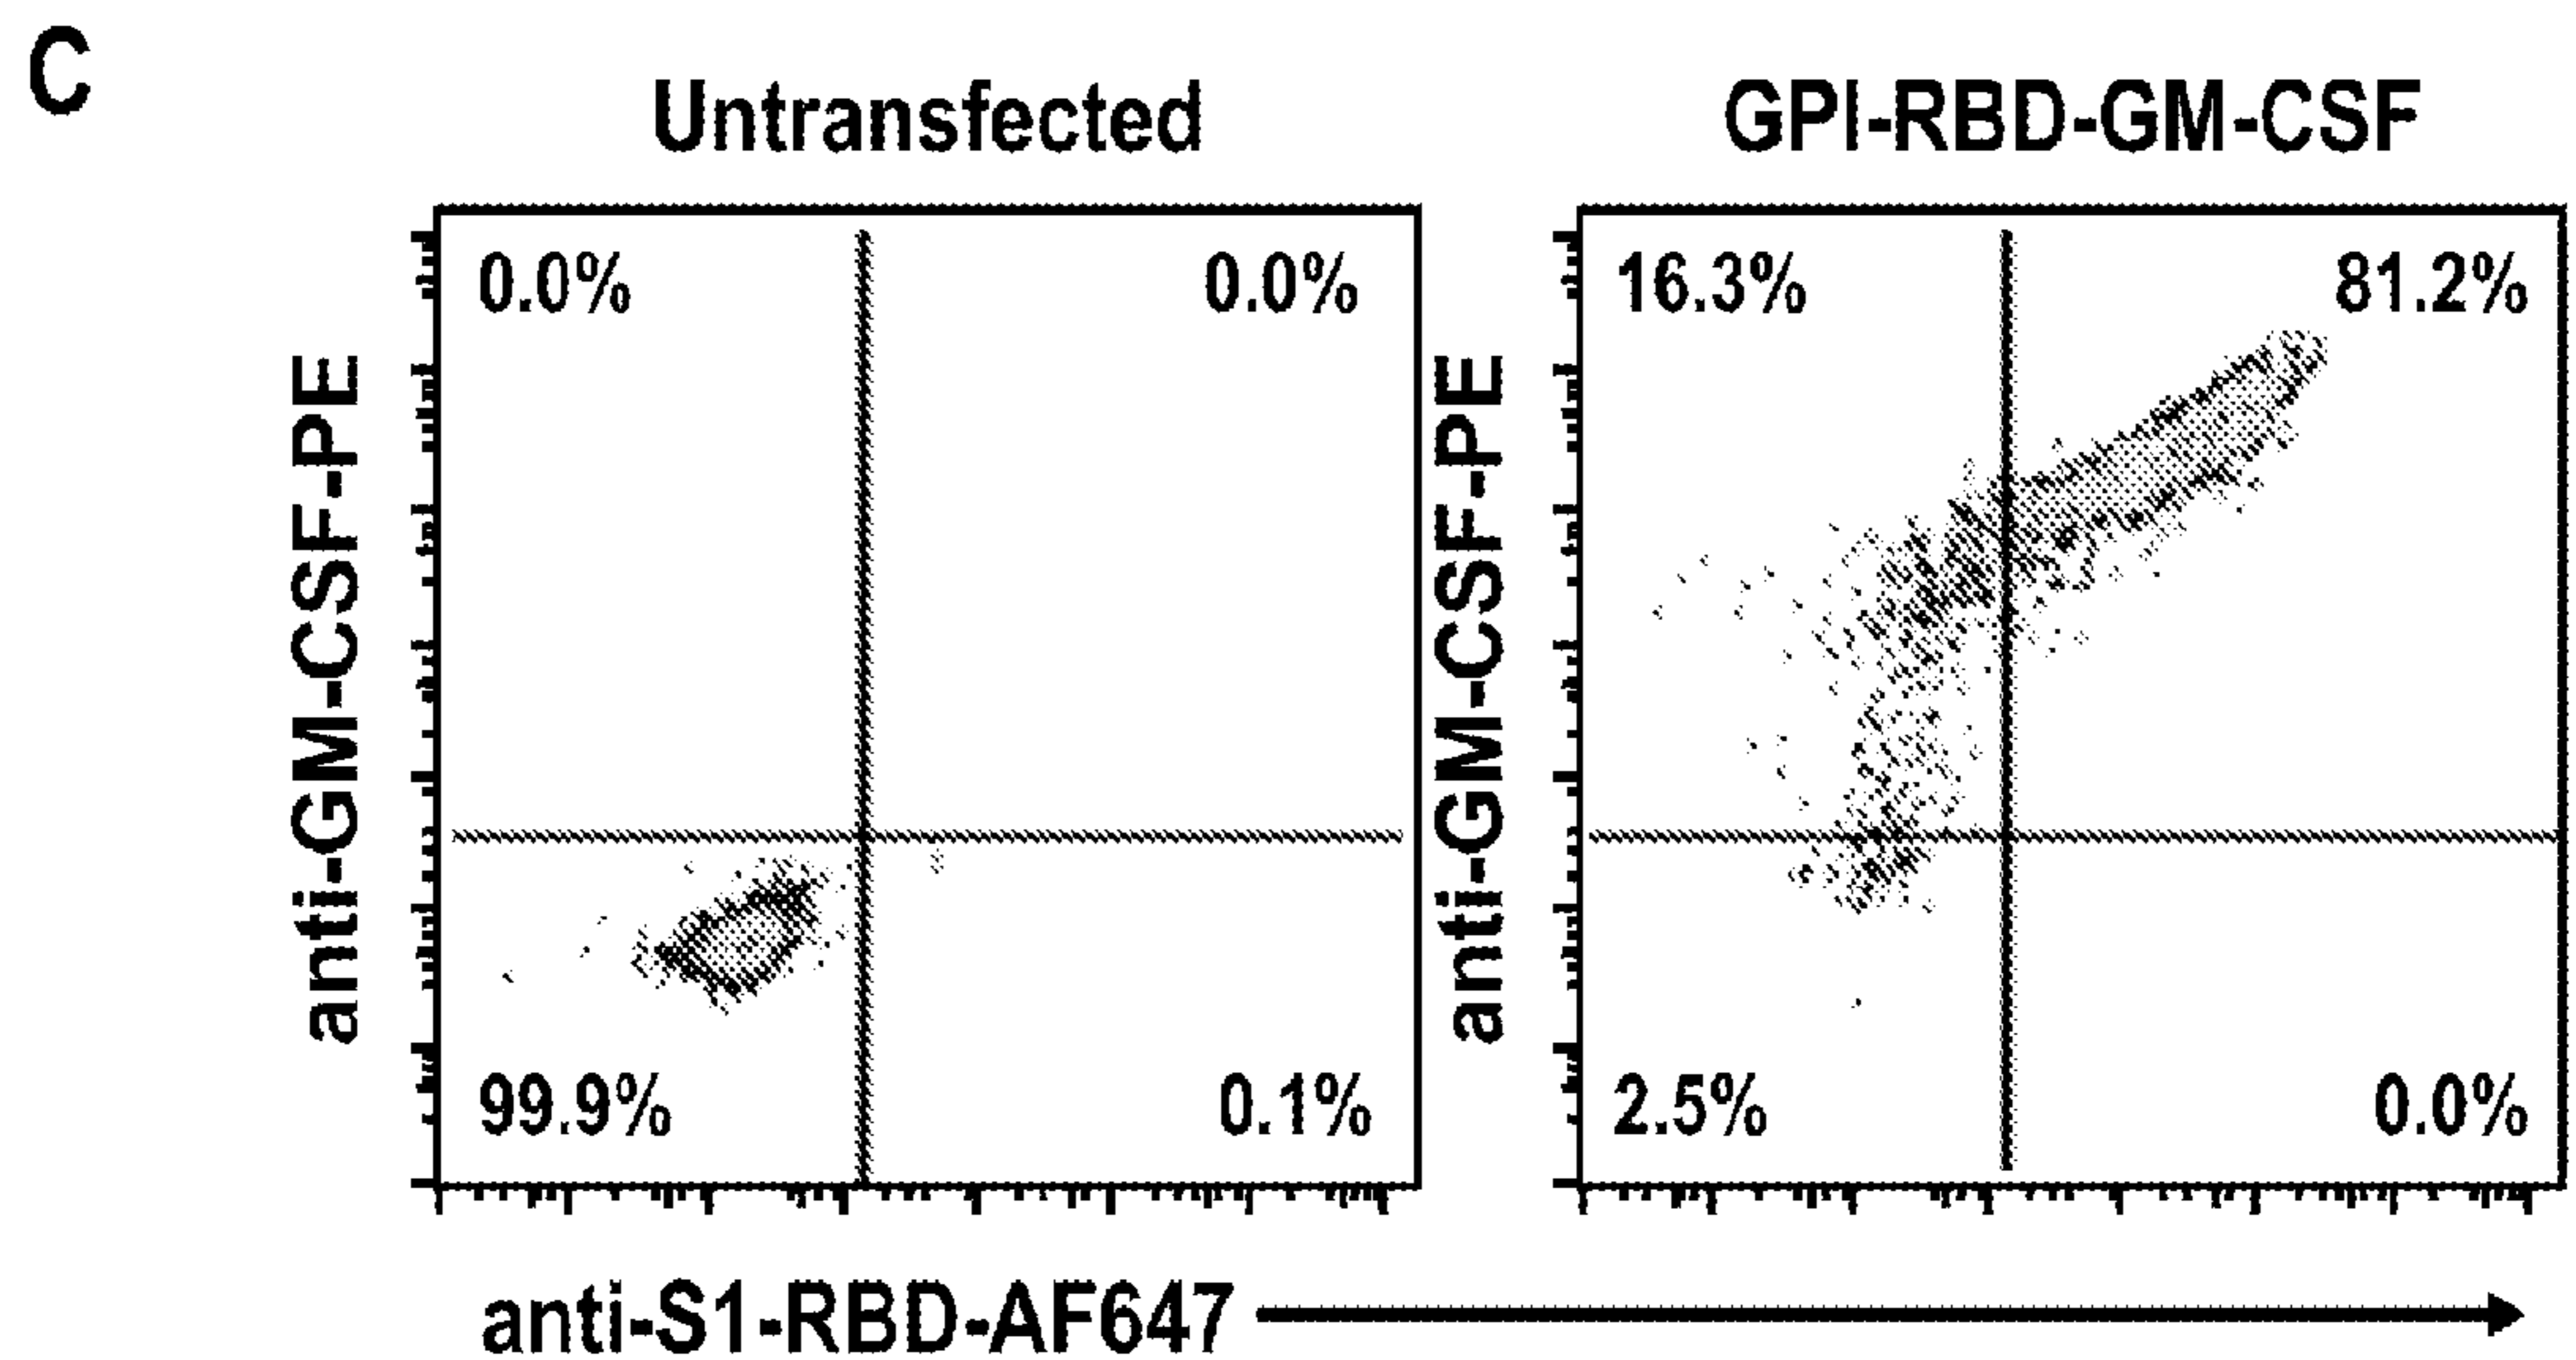 C
Untransfected
GPI-RBD-GM-CSF
anti-GM-CSF-PE
0.0%
0.0%
99.9%
0.1%
anti-GM-CSF-PE
16.3%
81.2%
2.5%
0.0%
anti-S1-RBD-AF647